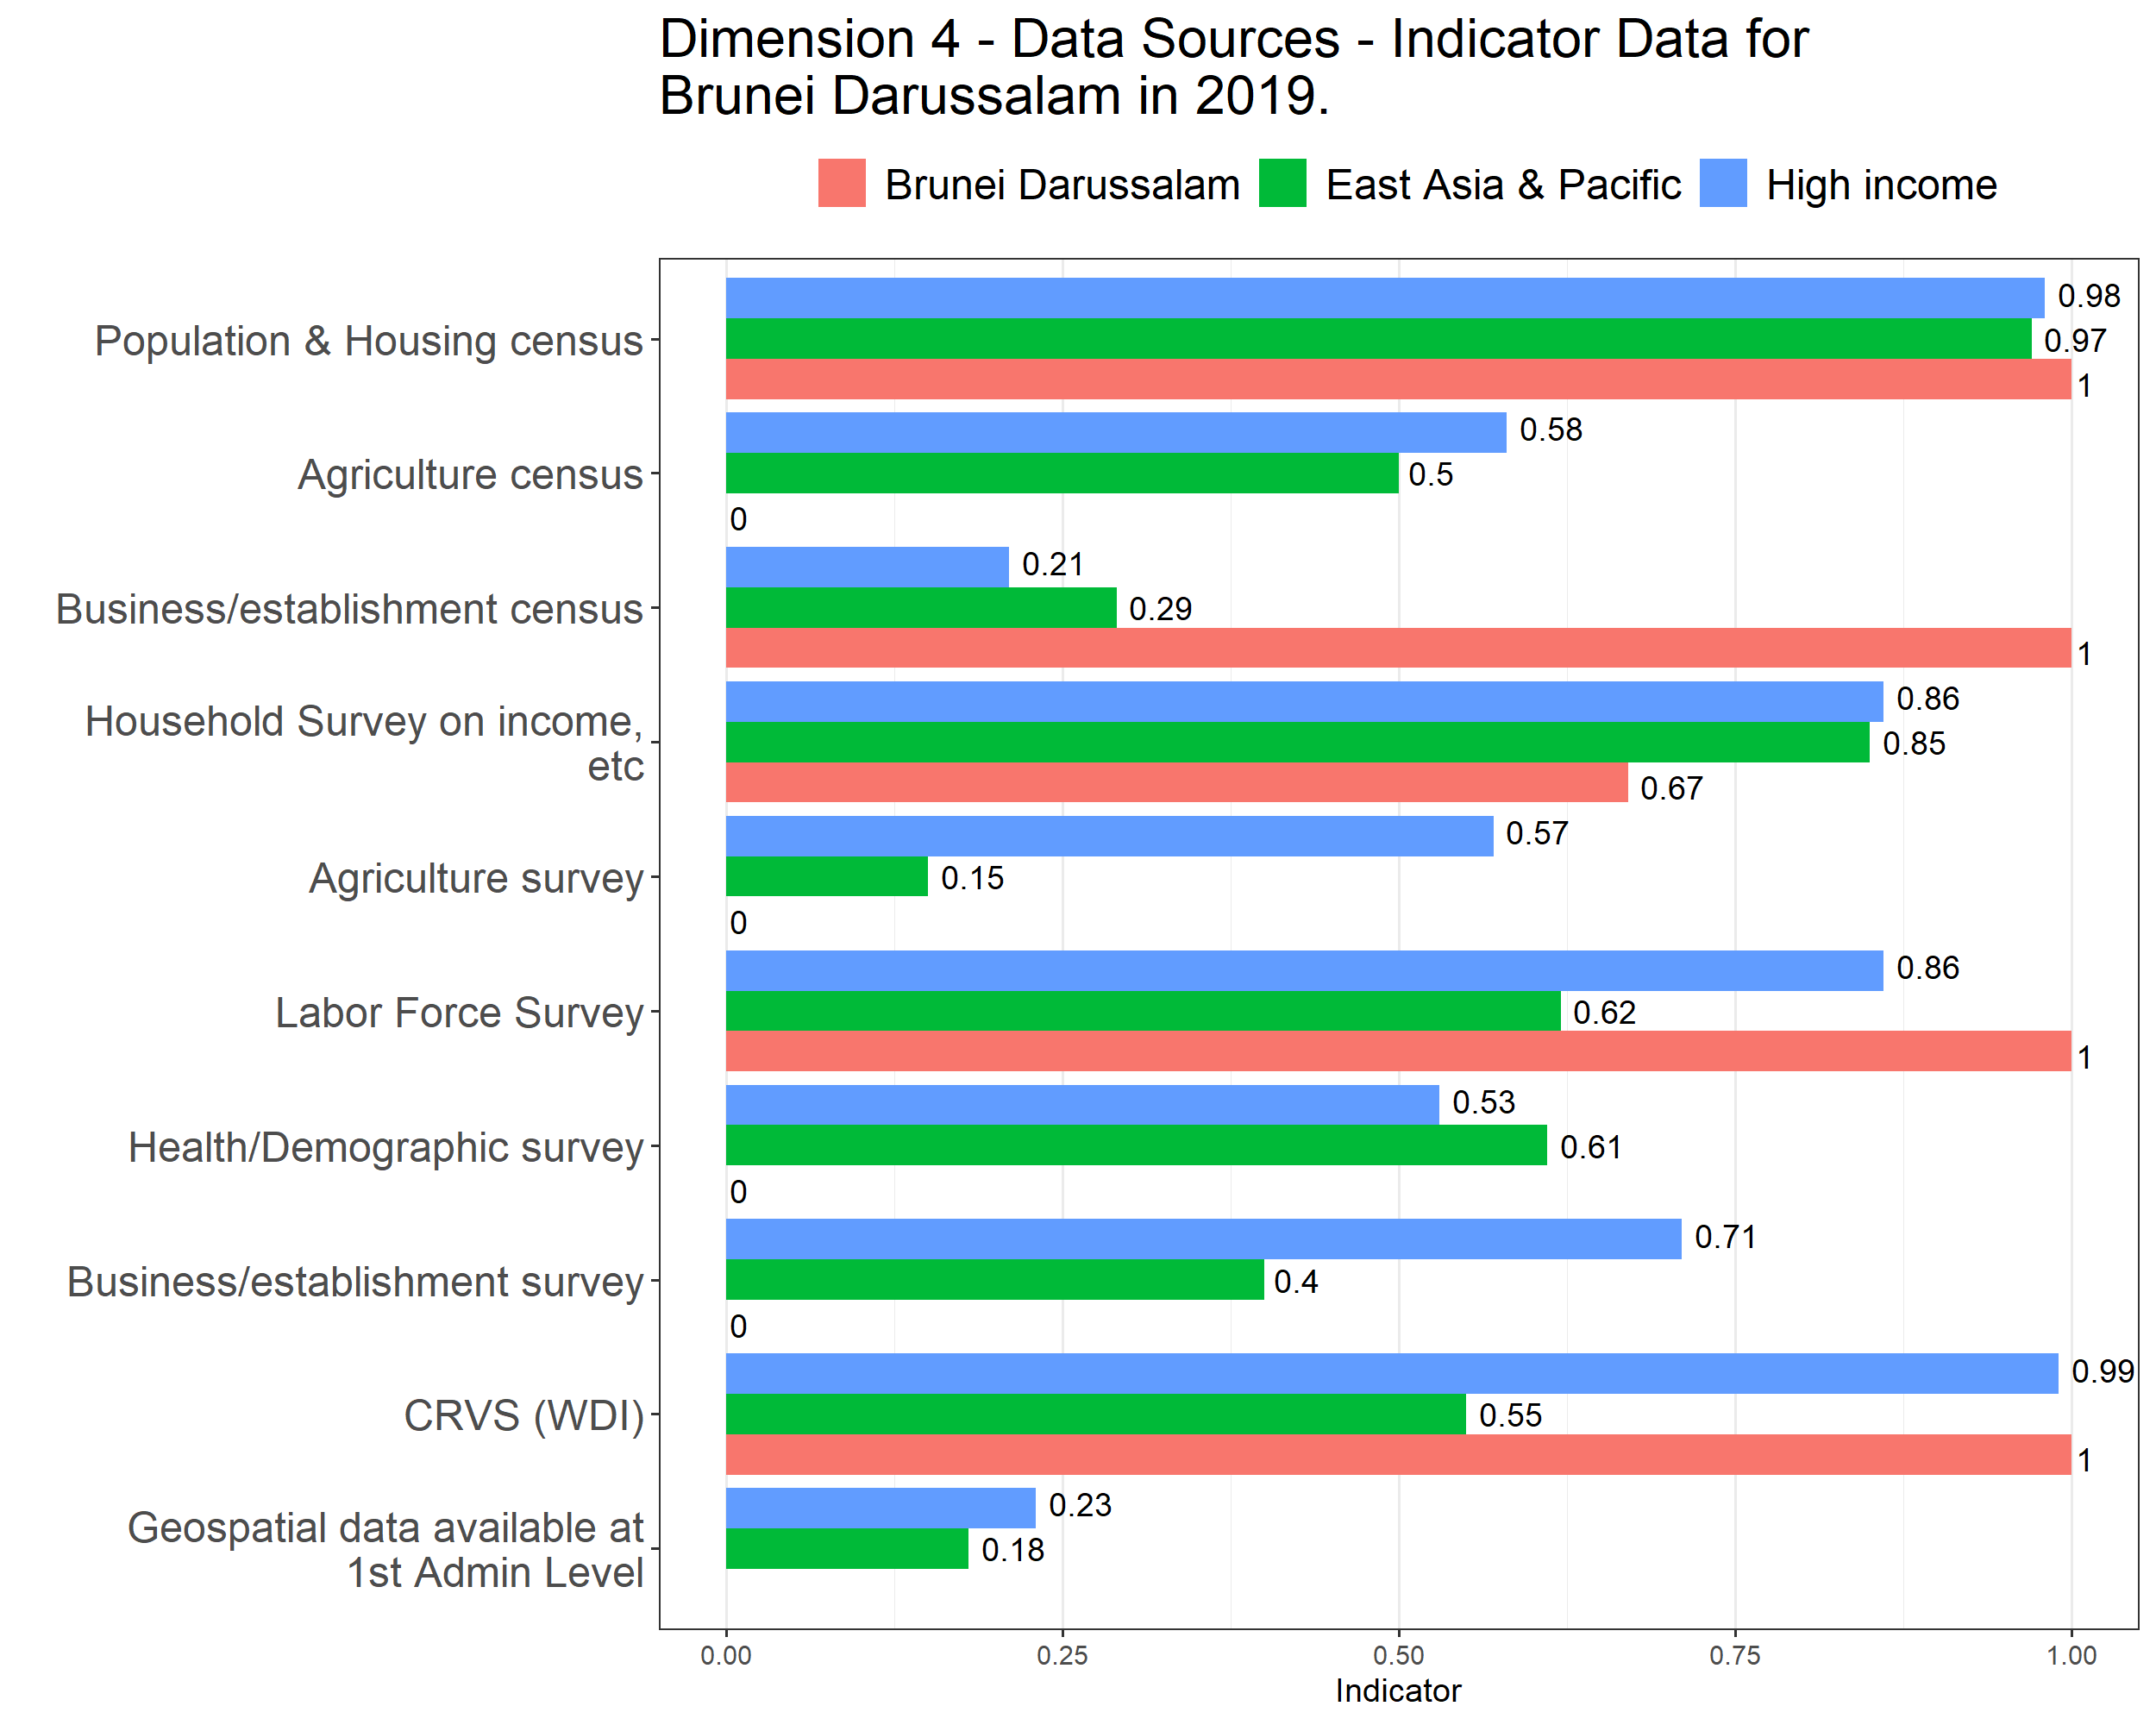 Dimension 4 - Data Sources - Indicator Data for
Brunei Darussalam in 2019.
Brunei Darussalam East Asia & Pacific High income
Population & Housing census
0.98
0.97
1
Agriculture census
0.58
0.5
0
Business/establishment census
0.21
0.29
1
Household Survey on income,
etc
0.86
0.85
0.67
Agriculture survey
0.57
0.15
0
Labor Force Survey
0.86
0.62
1
Health/Demographic survey
0.53
0.61
0
Business/establishment survey
0.71
0.4
0
CRVS (WDI)
0.99
0.55
1
Geospatial data available at
1st Admin Level
0.23
0.18
0.00 0.25 0.50 0.75 1.00
Indicator